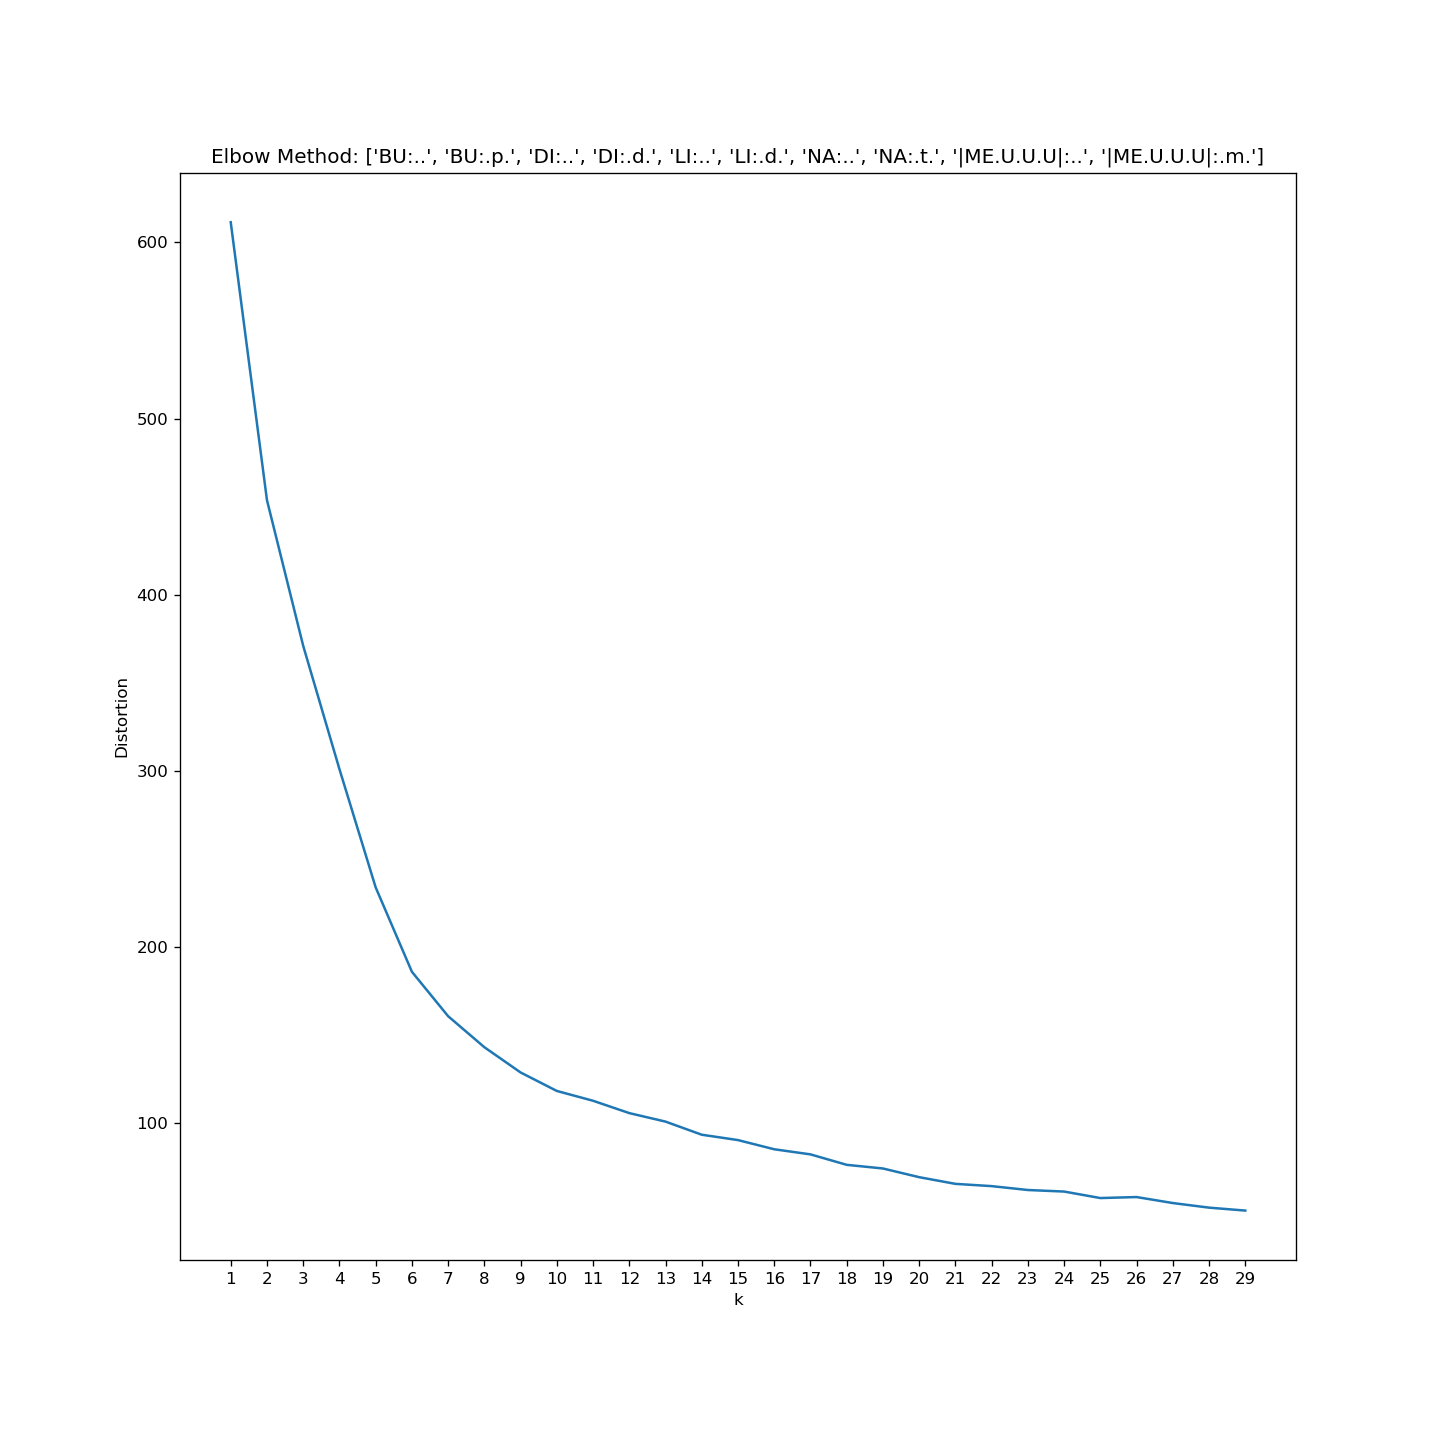 Elbow Method: ['BU:..', 'BU:.p.', 'DI:..', 'DI:.d.', 'LI:..', 'LI:.d.', 'NA:..', 'NA:.t.', '|ME.U.U.U|:..', '|ME.U.U.U|:.m.']
600
500
400
300
200
100
Distortion
1 2 3 4 5 6 7 8 9 10 11 12 13 14 15 16 17 18 19 20 21 22 23 24 25 26 27 28 29
k